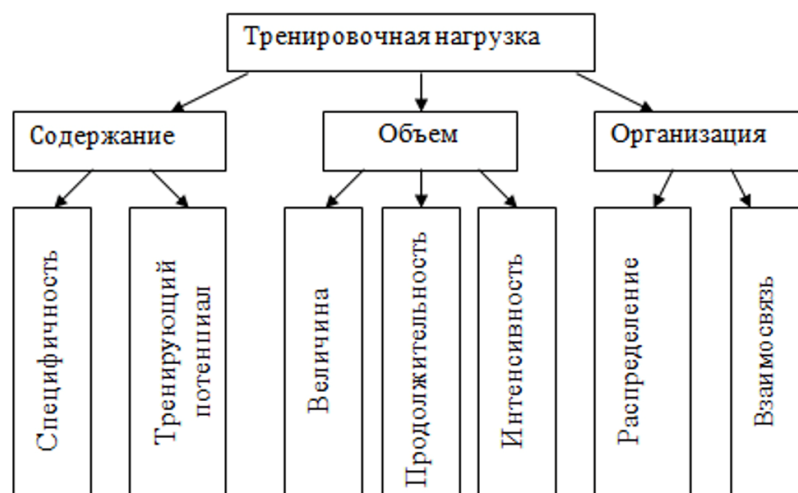 Тренировочная нагрузка
Содержание
Объем
Организация
Специфичность
Тренирующий
потенциал
Величина
Продолжительность
Интенсивность
Распределение
Взаимосвязь